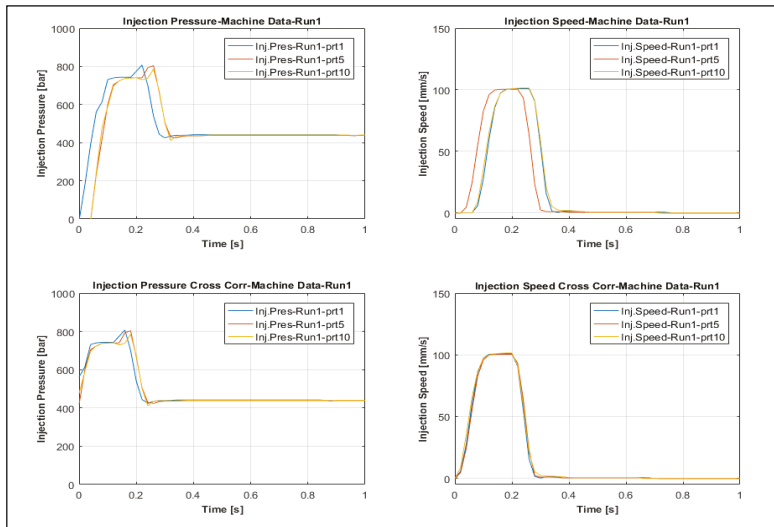 Injection Pressure-Machine Data-Run1
1000
800
600
400
200
0
Injection Pressure [bar]
Inj.Pres-Run1-prt1
Inj.Pres-Run1-prt5
Inj.Pres-Run1-prt10
0 0.2 0.4 0.6 0.8 1
Time [s]
Injection Speed-Machine Data-Run1
150
100
50
0
Injection Speed [mm/s]
Inj.Speed-Run1-prt1
Inj.Speed-Run1-prt5
Inj.Speed-Run1-prt10
0 0.2 0.4 0.6 0.8 1
Time [s]
Injection Pressure Cross Corr-Machine Data-Run1
1000
800
600
400
200
0
Injection Pressure [bar]
Inj.Pres-Run1-prt1
Inj.Pres-Run1-prt5
Inj.Pres-Run1-prt10
0 0.2 0.4 0.6 0.8 1
Time [s]
Injection Speed Cross Corr-Machine Data-Run1
150
100
50
0
Injection Speed [mm/s]
Inj.Speed-Run1-prt1
Inj.Speed-Run1-prt5
Inj.Speed-Run1-prt10
0 0.2 0.4 0.6 0.8 1
Time [s]